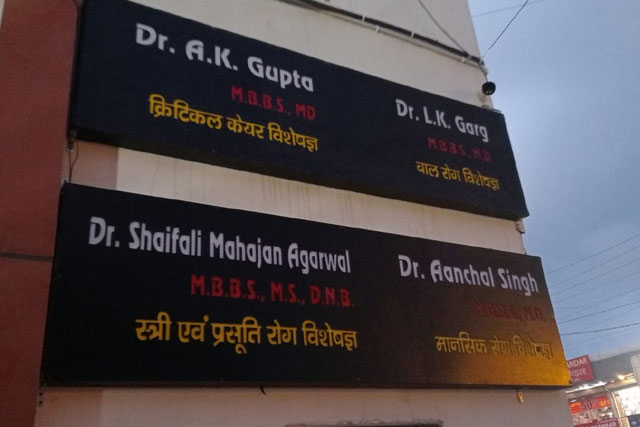 Dr. A.K. Gupta
M.B.B.S., MD
क्रिटिकल केयर विशेषज्ञ
Dr. L.K. Garg
M.B.B.S., M.D
बाल रोग विशेषज्ञ
Dr. Shaifali Mahajan Agarwal
M.B.B.S., M.S., D.N.B.
स्त्री एवं प्रसूति रोग विशेषज्ञ
Dr. Aanchal Singh
M.B.B.S., M.D.
मानसिक रोग विशेषज्ञ